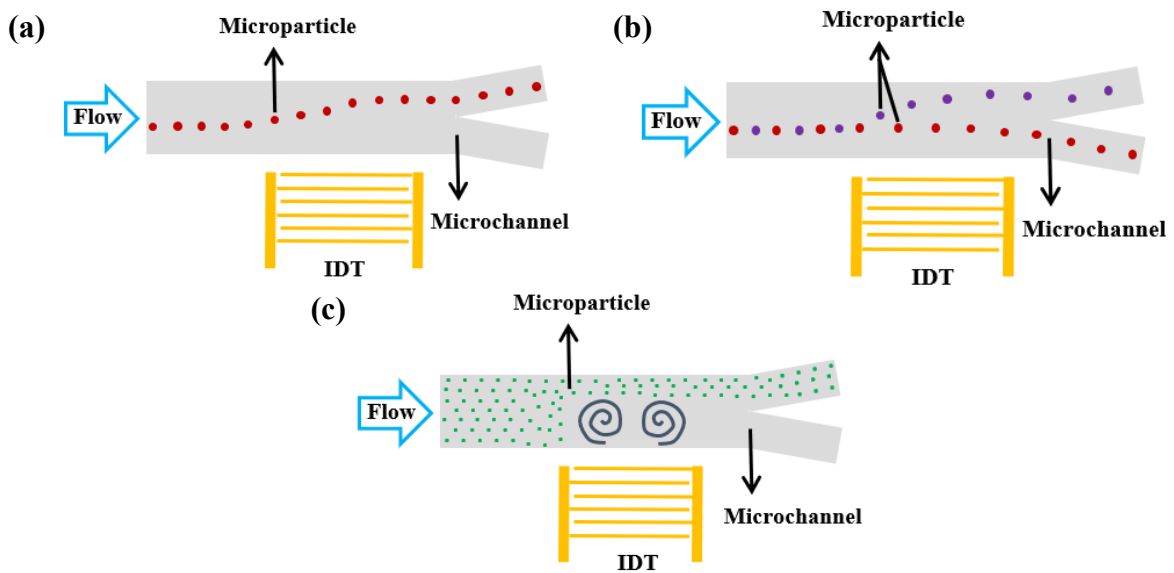 (a)
Microparticle
Flow
Microchannel
IDT
(b)
Microparticle
Flow
Microchannel
IDT
(c)
Microparticle
Flow
Microchannel
IDT